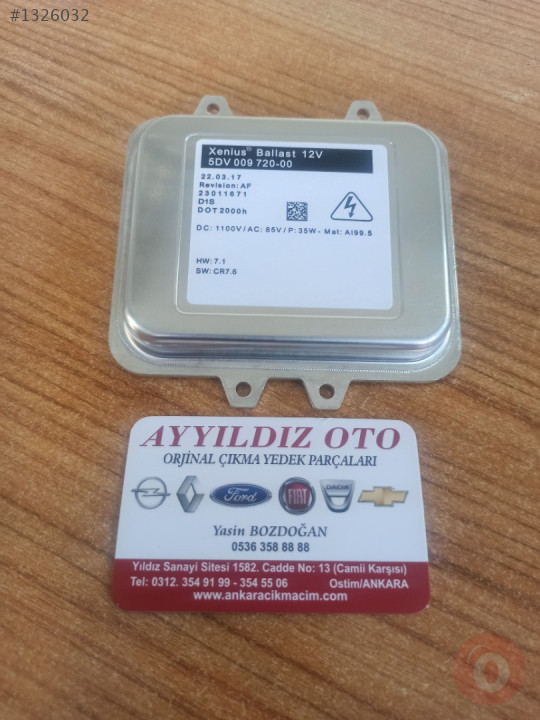 #1326032
Xenius® Ballast 12V
5DV 009 720-00
22.03.17
Revision: AF
23011671
D1S
DOT2000h
DC: 1100V/AC: 85V/P: 35W - Mat: Al99.5
HW: 7.1
SW: CR7.6
AYYILDIZ OTO
ORJİNAL ÇIKMA YEDEK PARÇALARI
Ford
FIAT
DACIA
Yasin BOZDOĞAN
0536 358 88 88
Yıldız Sanayi Sitesi 1582. Cadde No: 13 (Camii Karşısı)
Tel: 0312. 354 91 99 - 354 55 06 Ostim/ANKARA
www.ankaracikmacim.com